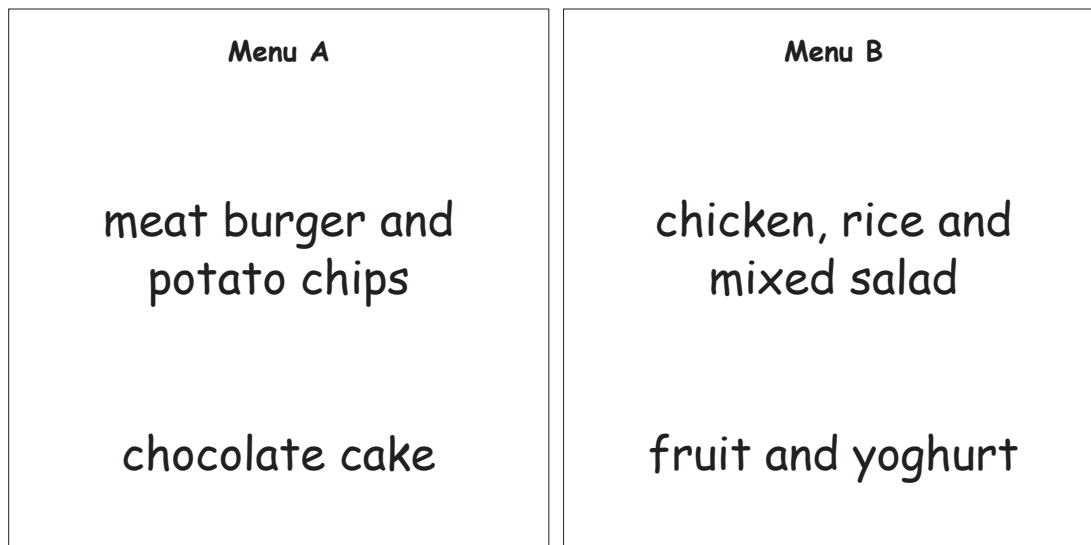 Menu A
meat burger and
potato chips
chocolate cake
Menu B
chicken, rice and
mixed salad
fruit and yoghurt